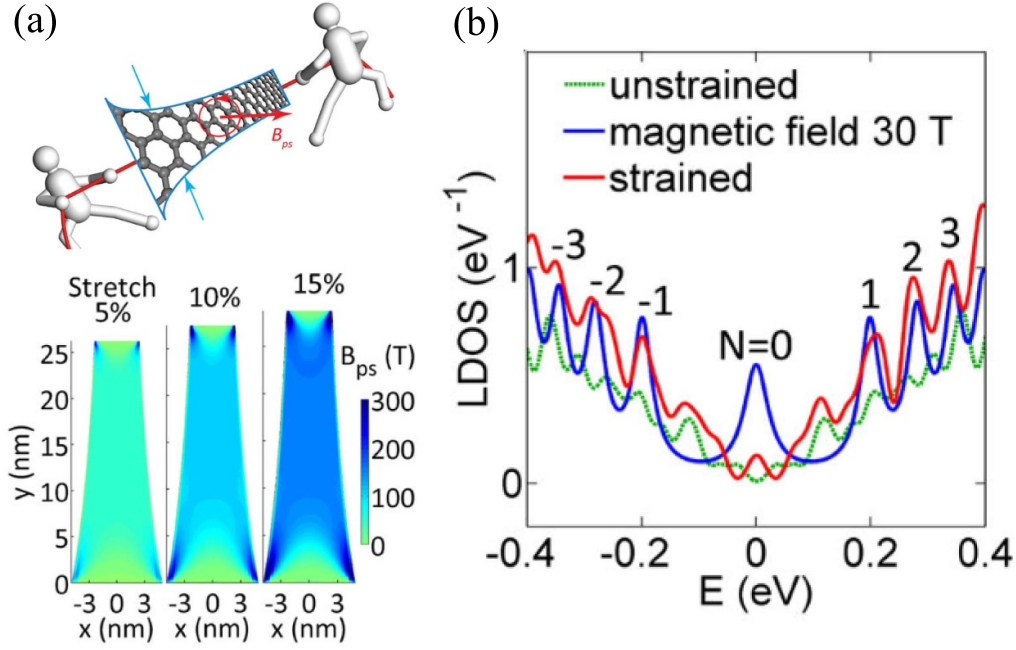 (a)
B_ps
Stretch
5%
10%
15%
B_ps (T)
300
200
100
0
y (nm)
25
20
15
10
5
0
-3 0 3
-3 0 3
-3 0 3
x (nm)
x (nm)
x (nm)
(b)
unstrained
magnetic field 30 T
strained
LDOS (eV⁻¹)
1
0
-3
-2
-1
N=0
1
2
3
-0.4
-0.2
0
0.2
0.4
E (eV)